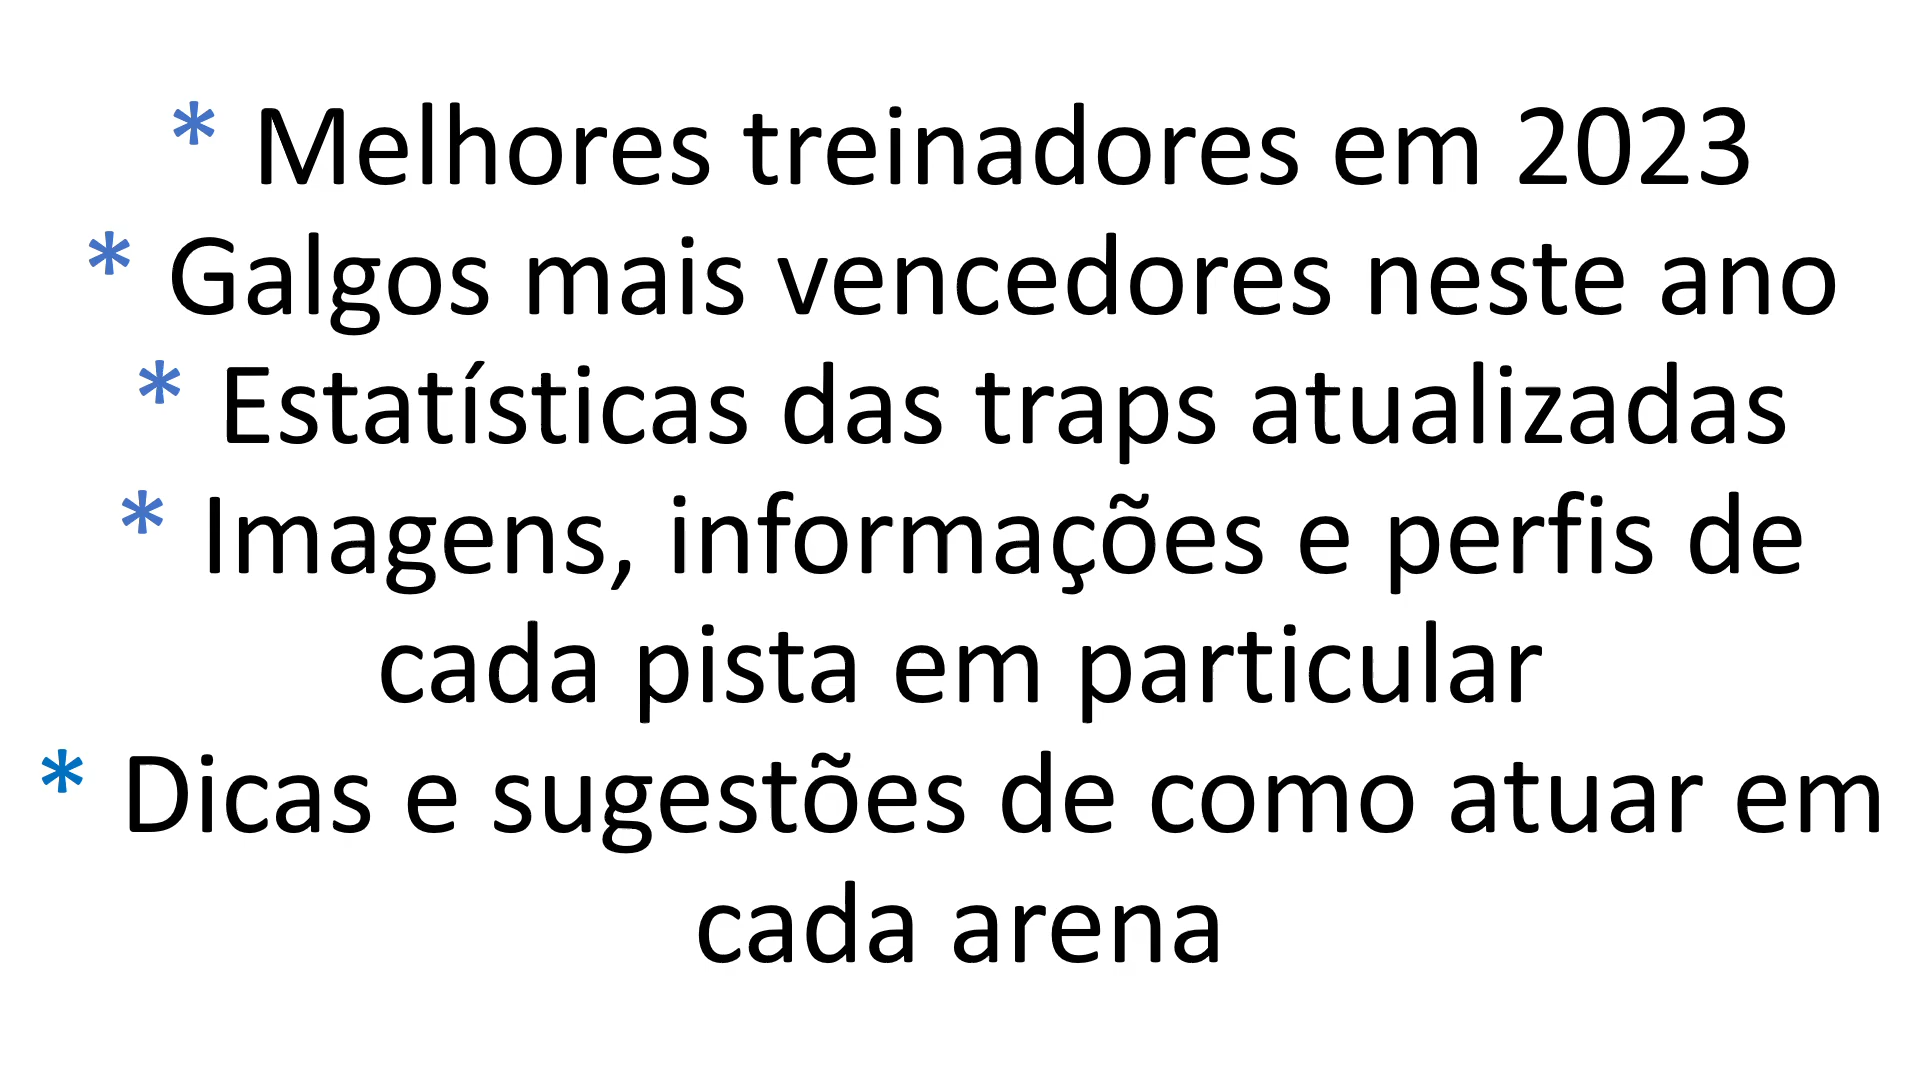 * Melhores treinadores em 2023
* Galgos mais vencedores neste ano
* Estatísticas das traps atualizadas
* Imagens, informações e perfis de
cada pista em particular
* Dicas e sugestões de como atuar em
cada arena